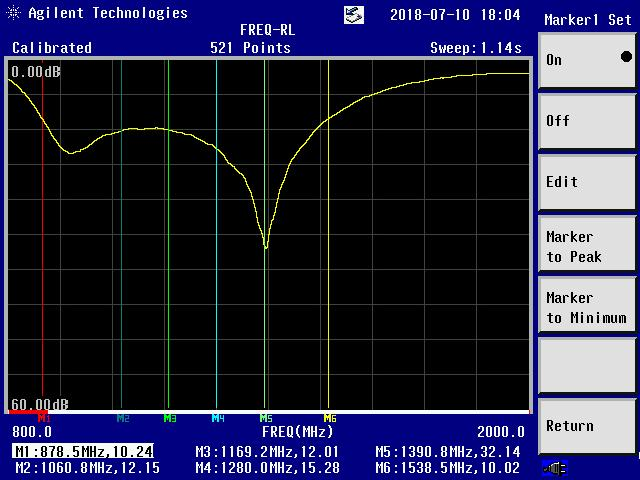 Agilent Technologies
2018-07-10 18:04
Marker1 Set
FREQ-RL
Calibrated
521 Points
Sweep:1.14s
0.00dB
On
Off
Edit
Marker
to Peak
Marker
to Minimum
60.00dB
M1
M2
M3
M4
M5
M6
800.0
FREQ(MHz)
2000.0
Return
M1:878.5MHz,10.24
M3:1169.2MHz,12.01
M5:1390.8MHz,32.14
M2:1060.8MHz,12.15
M4:1280.0MHz,15.28
M6:1538.5MHz,10.02